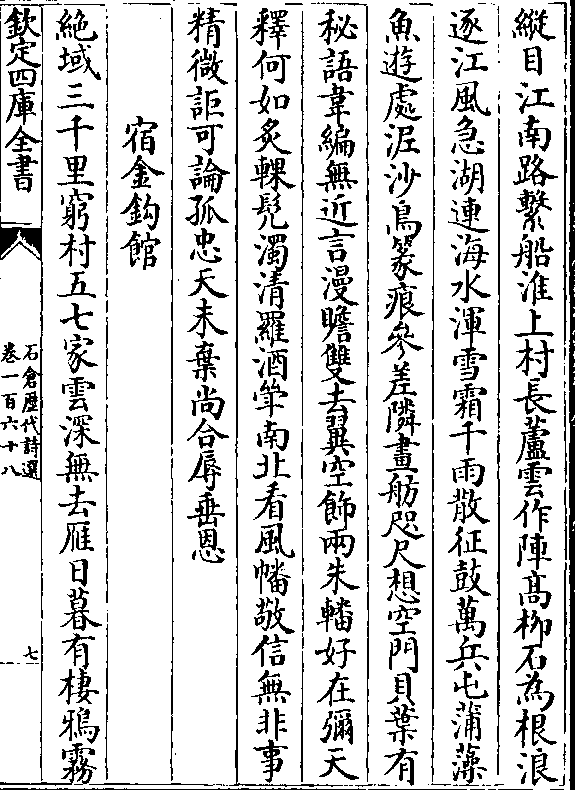 縱目江南路繫船淮上村長蘆雲作陣髙栁石為根浪
逐江風急湖連海水渾雪霜千雨散征鼓萬兵屯蒲藻
魚遊處泥沙鳥篆痕參差隣畫舫咫尺想空門貝葉有
秘語韋編無近言漫瞻雙去翼空飾兩朱轓好在彌天
釋何如炙輠髠濁清羅酒筦南北看風幡敬信無非事
精微詎可論孤忠天未棄尚合辱垂恩
宿金鈎館
絶域三千里窮村五七家雲深無去雁日暮有棲鴉霧
欽定四庫全書
石倉歴代詩選
卷一百六十八
七